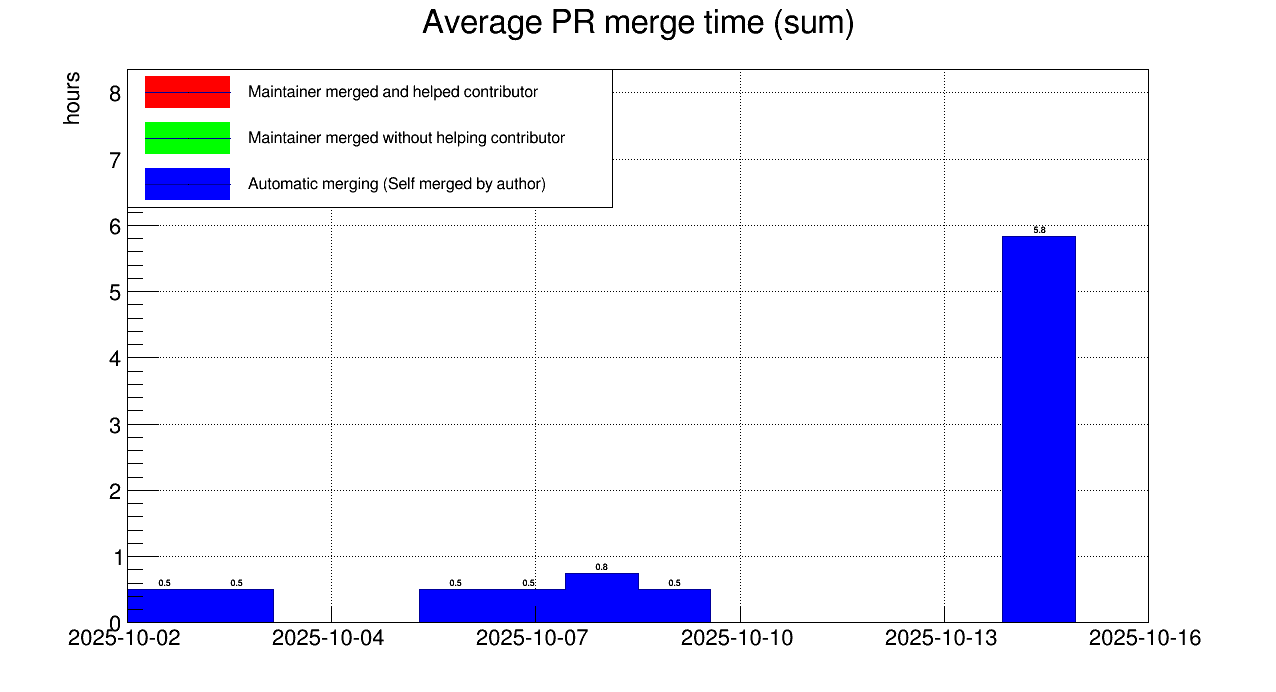 Average PR merge time (sum)
hours
Maintainer merged and helped contributor
Maintainer merged without helping contributor
Automatic merging (Self merged by author)
8
7
6
5
4
3
2
1
0
5.8
0.8
0.5 0.5 0.5 0.5 0.5
2025-10-02 2025-10-04 2025-10-07 2025-10-10 2025-10-13 2025-10-16